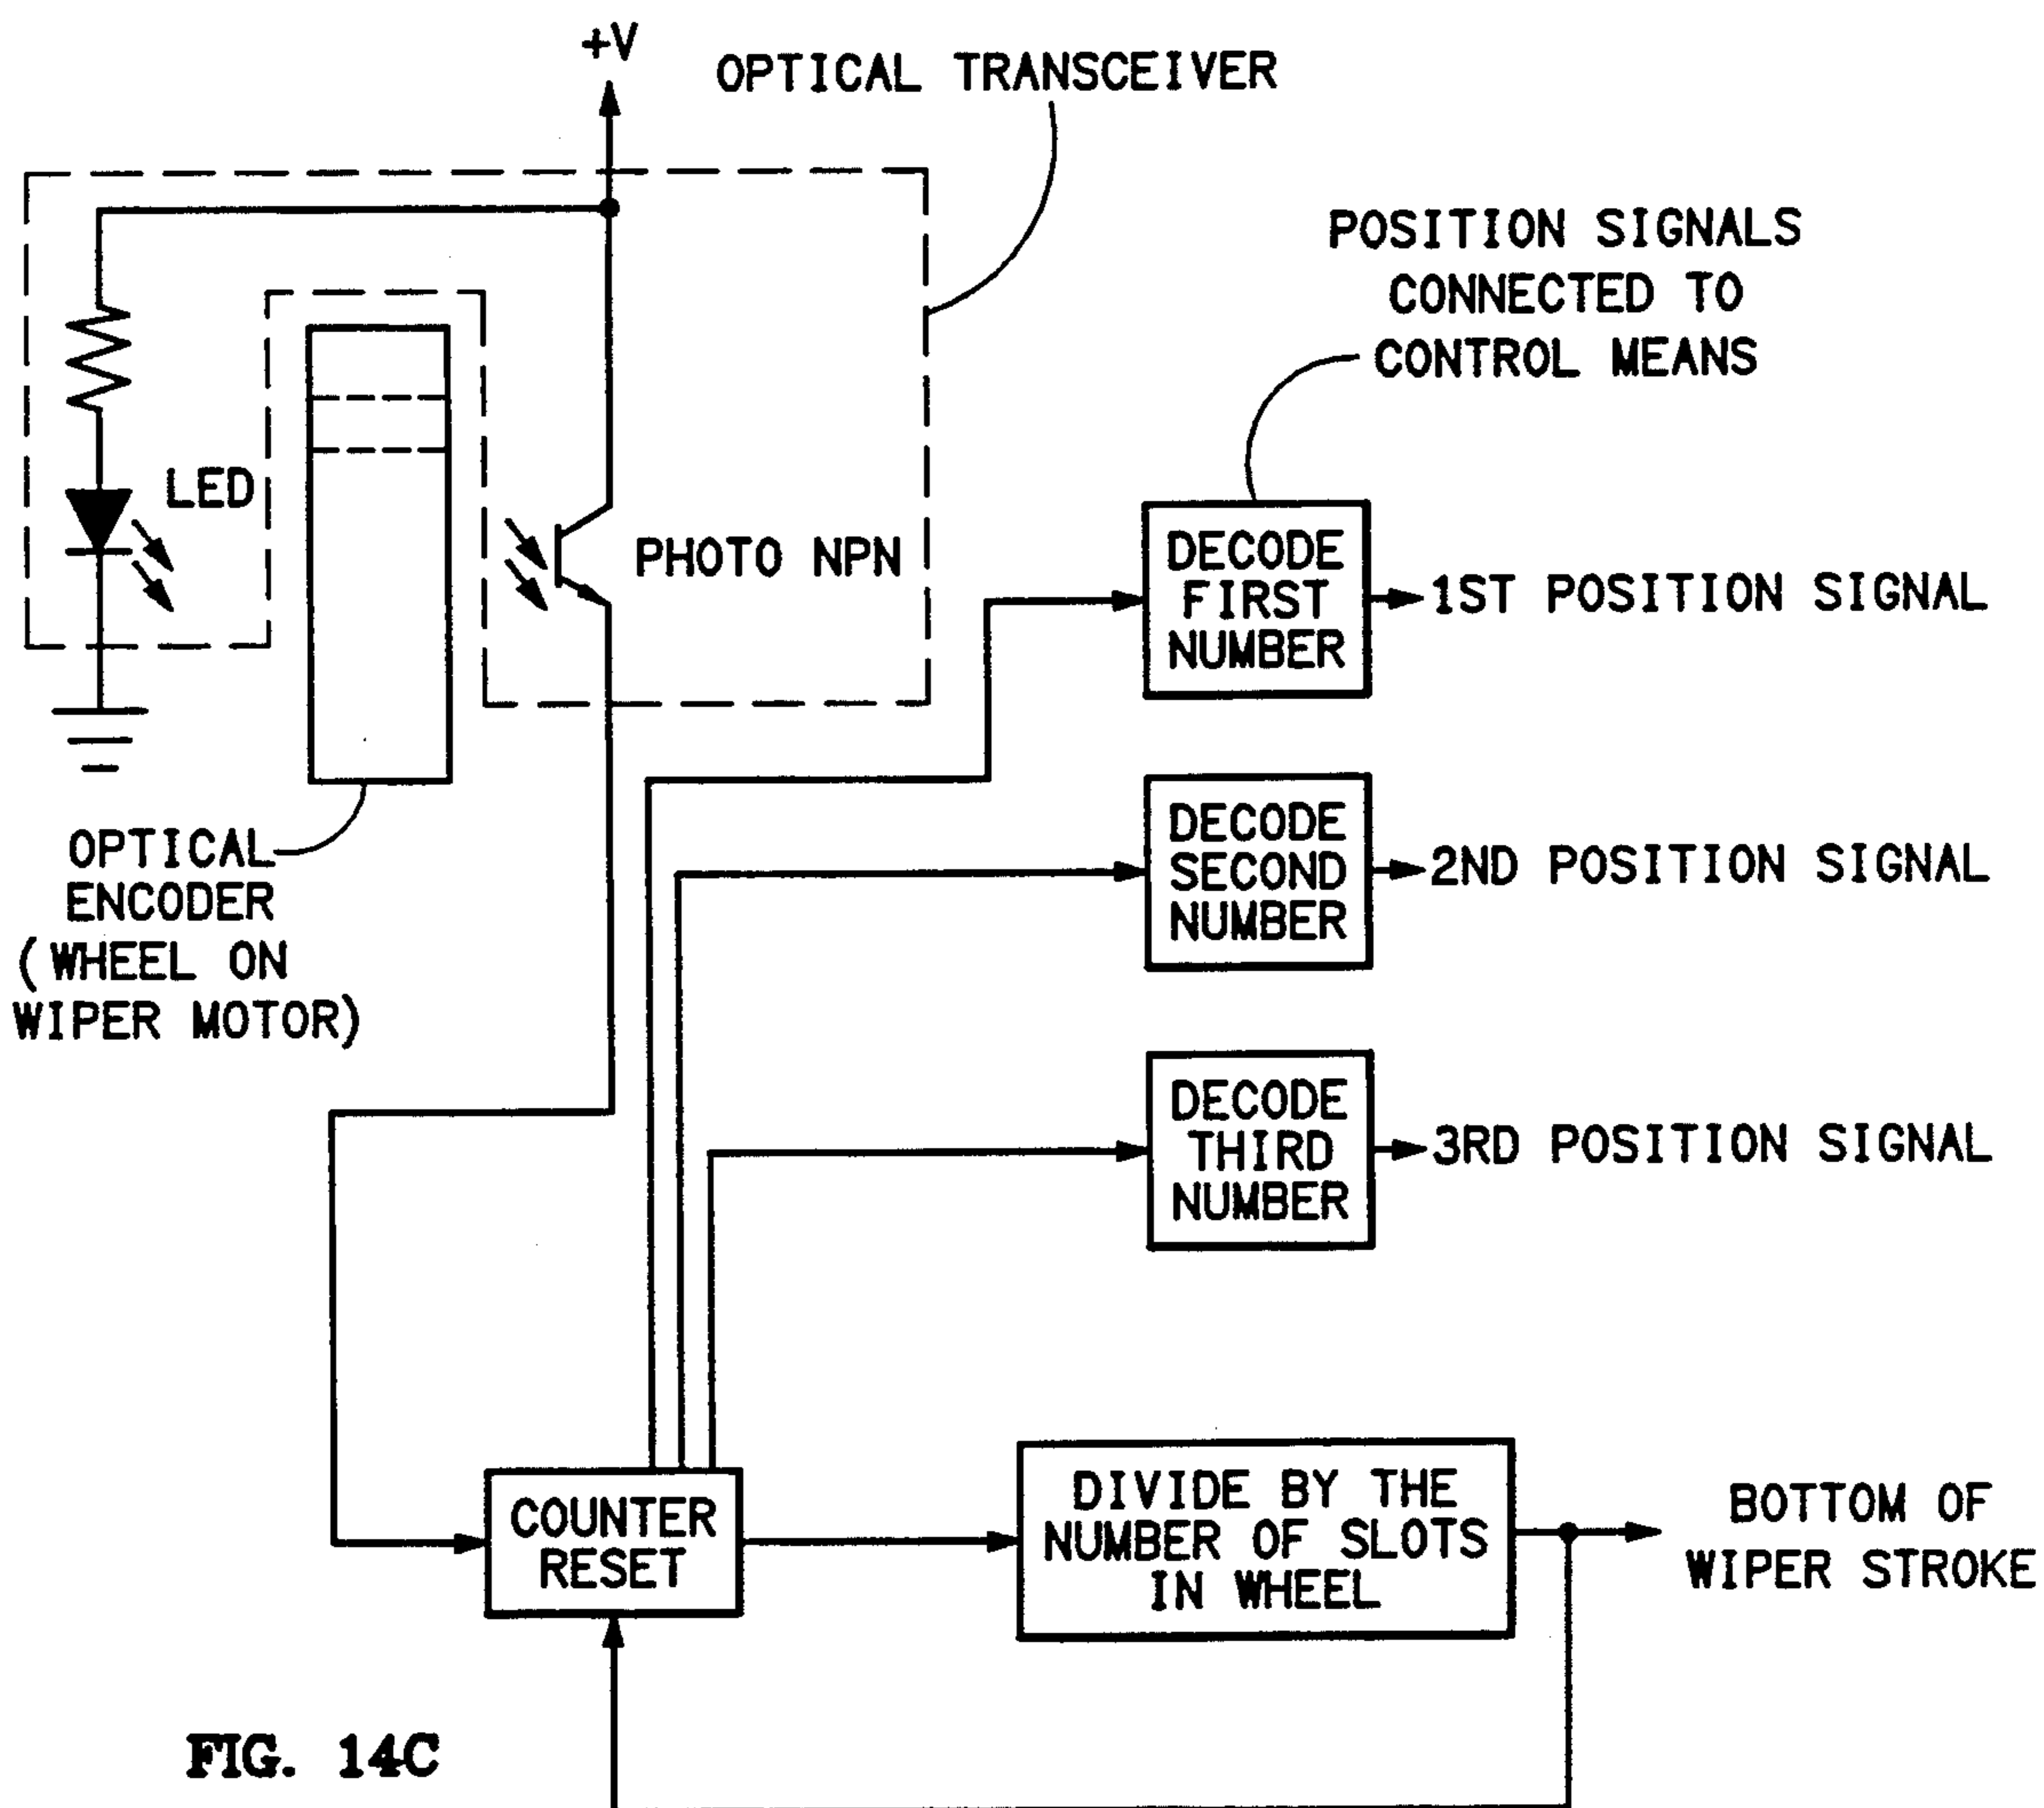 +V
OPTICAL TRANSCEIVER
POSITION SIGNALS
CONNECTED TO
CONTROL MEANS
LED
PHOTO NPN
DECODE
FIRST
NUMBER
1ST POSITION SIGNAL
DECODE
SECOND
NUMBER
2ND POSITION SIGNAL
OPTICAL
ENCODER
(WHEEL ON
WIPER MOTOR)
DECODE
THIRD
NUMBER
3RD POSITION SIGNAL
COUNTER
RESET
DIVIDE BY THE
NUMBER OF SLOTS
IN WHEEL
BOTTOM OF
WIPER STROKE
FIG. 14C